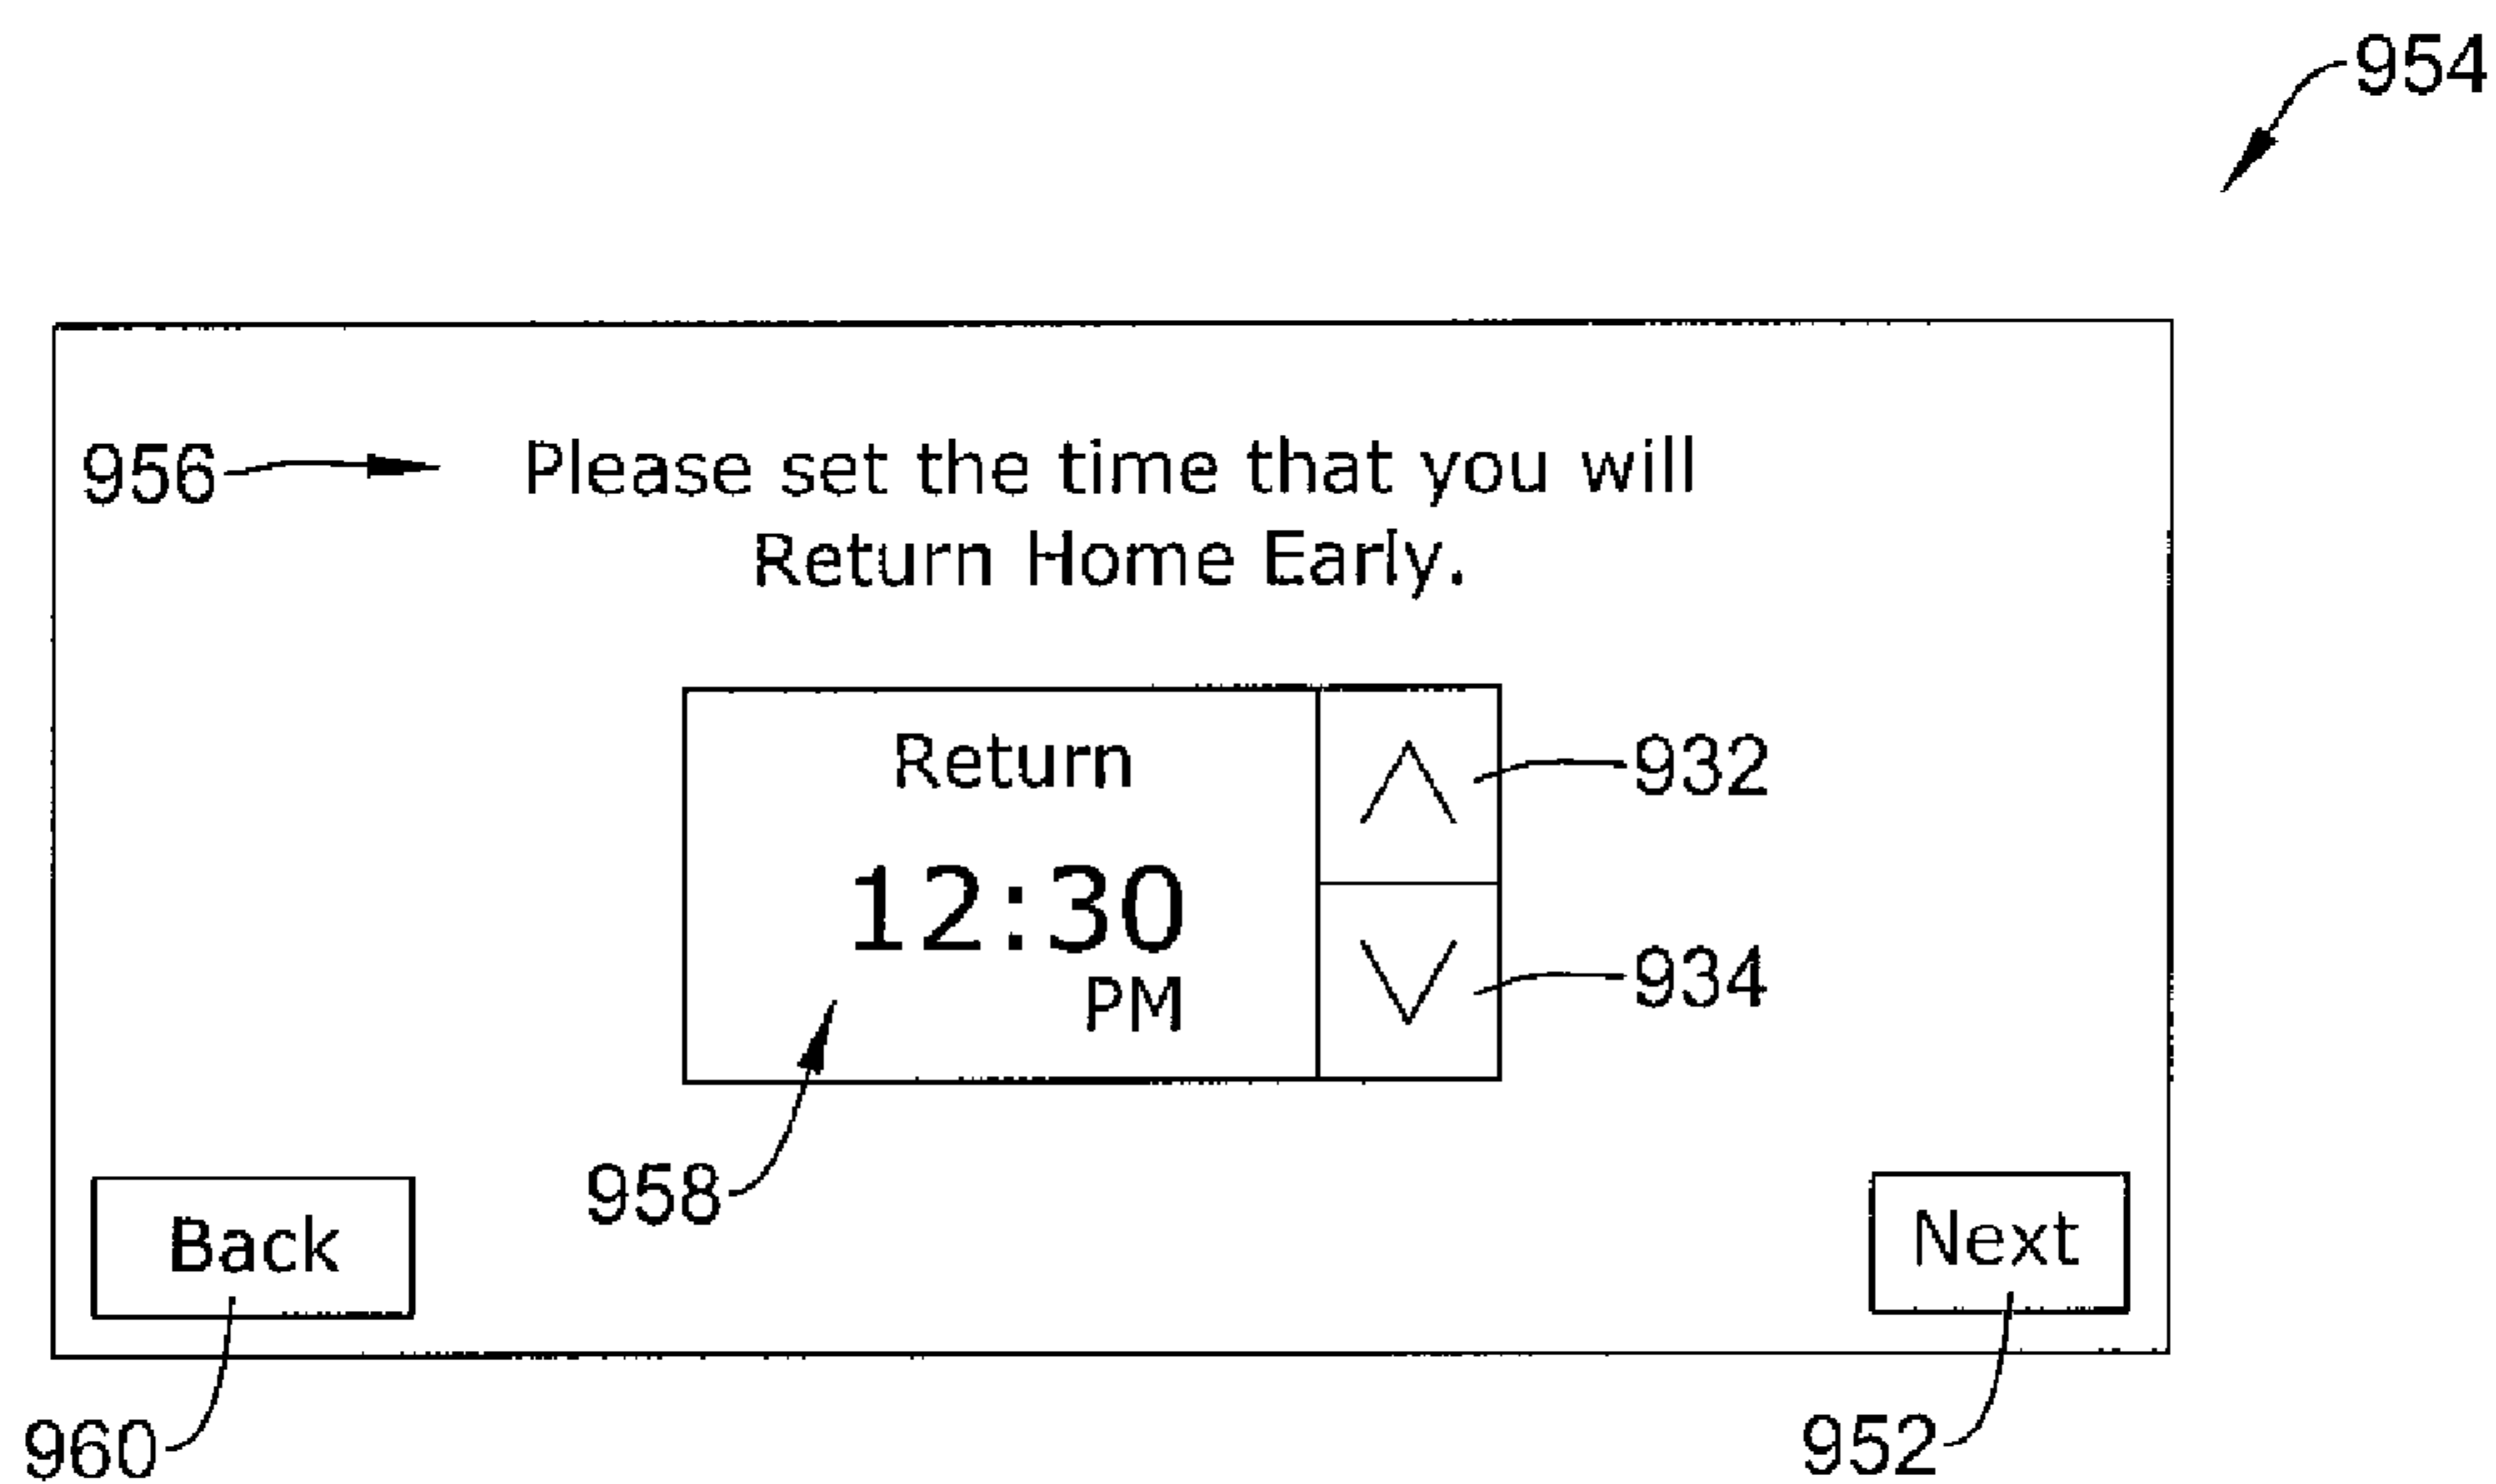 954
956
Please set the time that you will
Return Home Early.
Return
932
12:30
PM
934
958
Back
Next
960
952